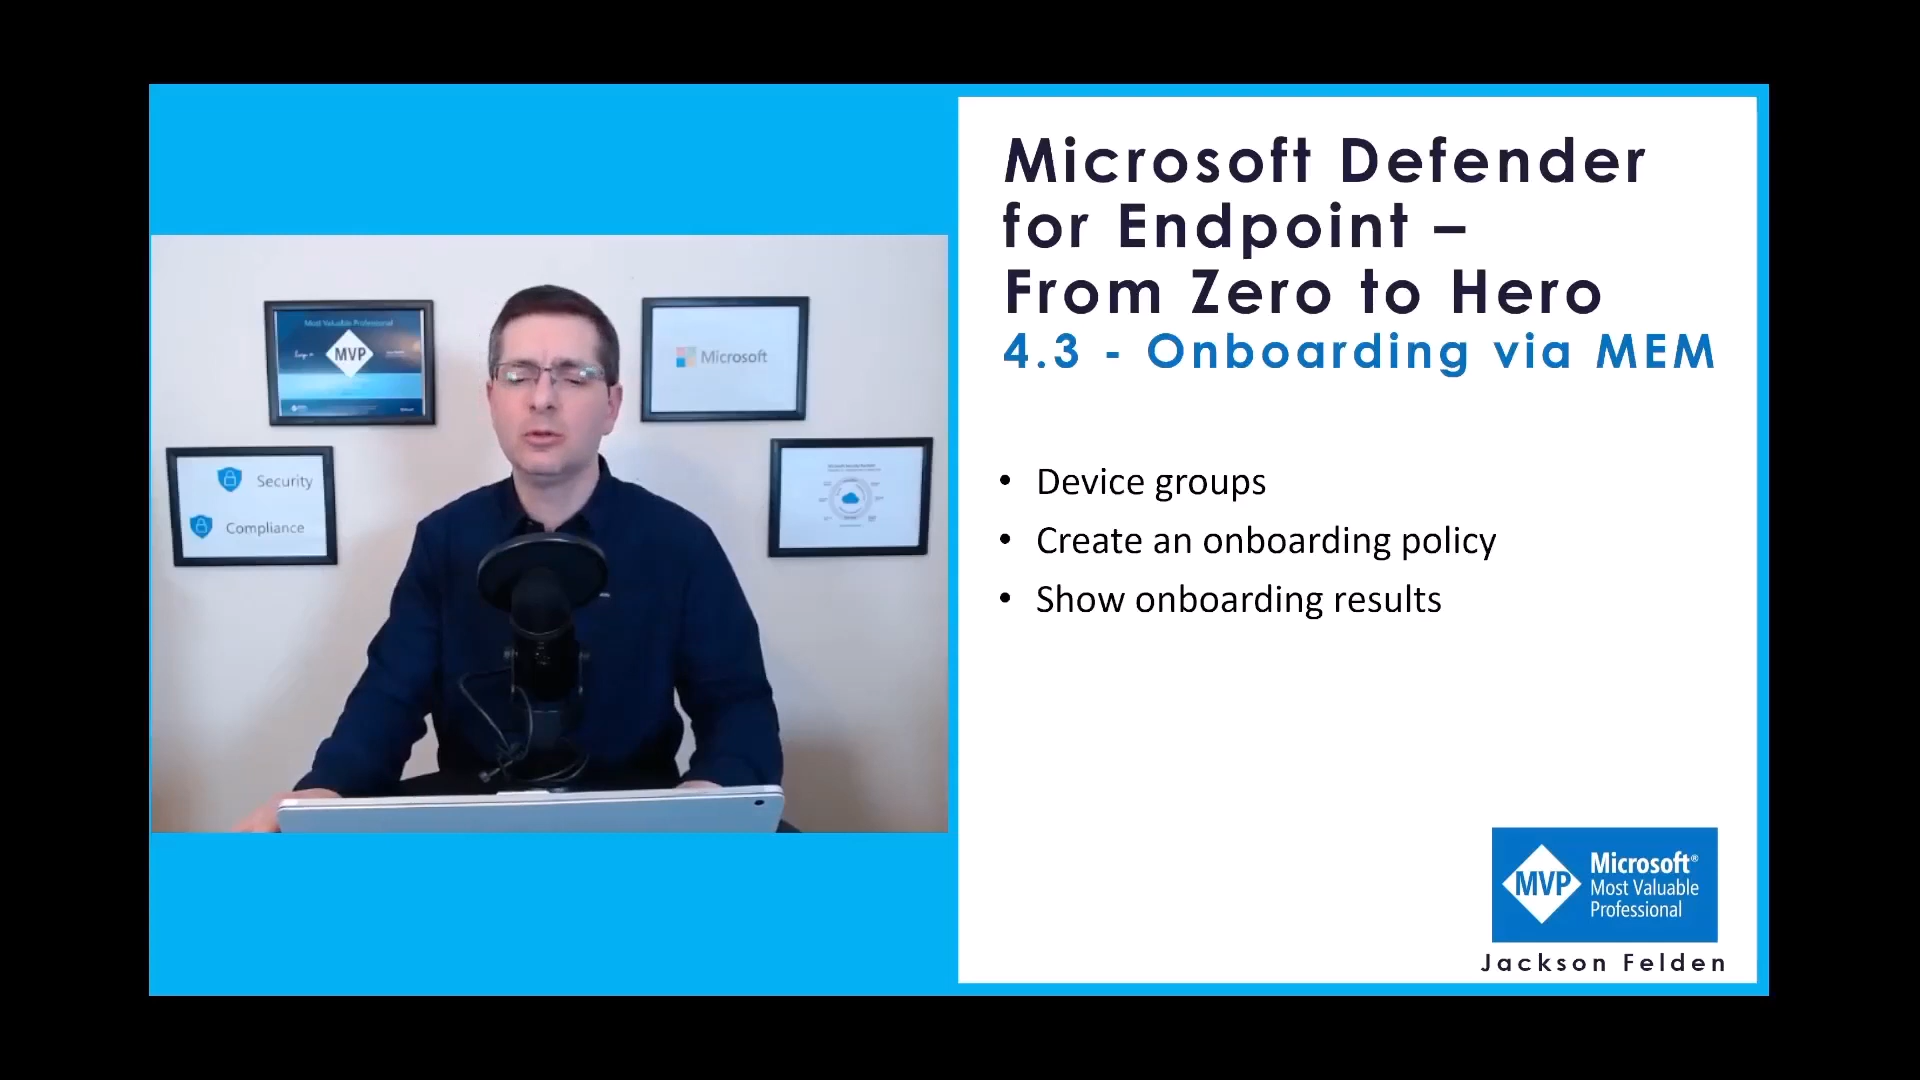 Microsoft Defender
for Endpoint –
From Zero to Hero
4.3 - Onboarding via MEM
• Device groups
• Create an onboarding policy
• Show onboarding results
MVP
Microsoft®
Most Valuable
Professional
Jackson Felden
Most Valuable Professional
MVP
Microsoft
Security
Compliance